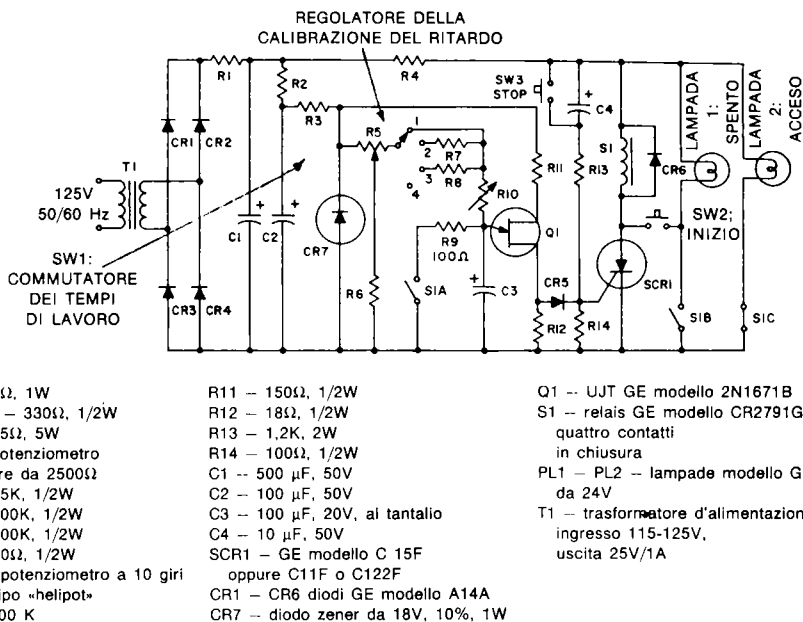 REGOLATORE DELLA
CALIBRAZIONE DEL RITARDO
R1
R2
R3
R4
SW3
STOP
C4
LAMPADA
1:
SPENTO
LAMPADA
2:
ACCESO
CR1
CR2
T1
125V
50/60 Hz
R5
1
2
3
4
R7
R8
R10
R11
R13
S1
CR6
C1
C2
CR7
R9
100Ω
Q1
SW2;
INIZIO
SW1:
COMMUTATORE
DEI TEMPI
DI LAVORO
CR3
CR4
R6
S1A
C3
CR5
R12
R14
SCR1
S1B
S1C
Ω, 1W
– 330Ω, 1/2W
5Ω, 5W
otenziometro
re da 2500Ω
5K, 1/2W
00K, 1/2W
00K, 1/2W
0Ω, 1/2W
potenziometro a 10 giri
ipo «helipot»
00 K
R11 – 150Ω, 1/2W
R12 – 18Ω, 1/2W
R13 – 1,2K, 2W
R14 – 100Ω, 1/2W
C1 -- 500 µF, 50V
C2 – 100 µF, 50V
C3 – 100 µF, 20V, al tantalio
C4 – 10 µF, 50V
SCR1 – GE modello C 15F
oppure C11F o C122F
CR1 – CR6 diodi GE modello A14A
CR7 – diodo zener da 18V, 10%, 1W
Q1 -- UJT GE modello 2N1671B
S1 – relais GE modello CR2791G
quattro contatti
in chiusura
PL1 – PL2 – lampade modello G
da 24V
T1 – trasformatore d'alimentazion
ingresso 115-125V,
uscita 25V/1A